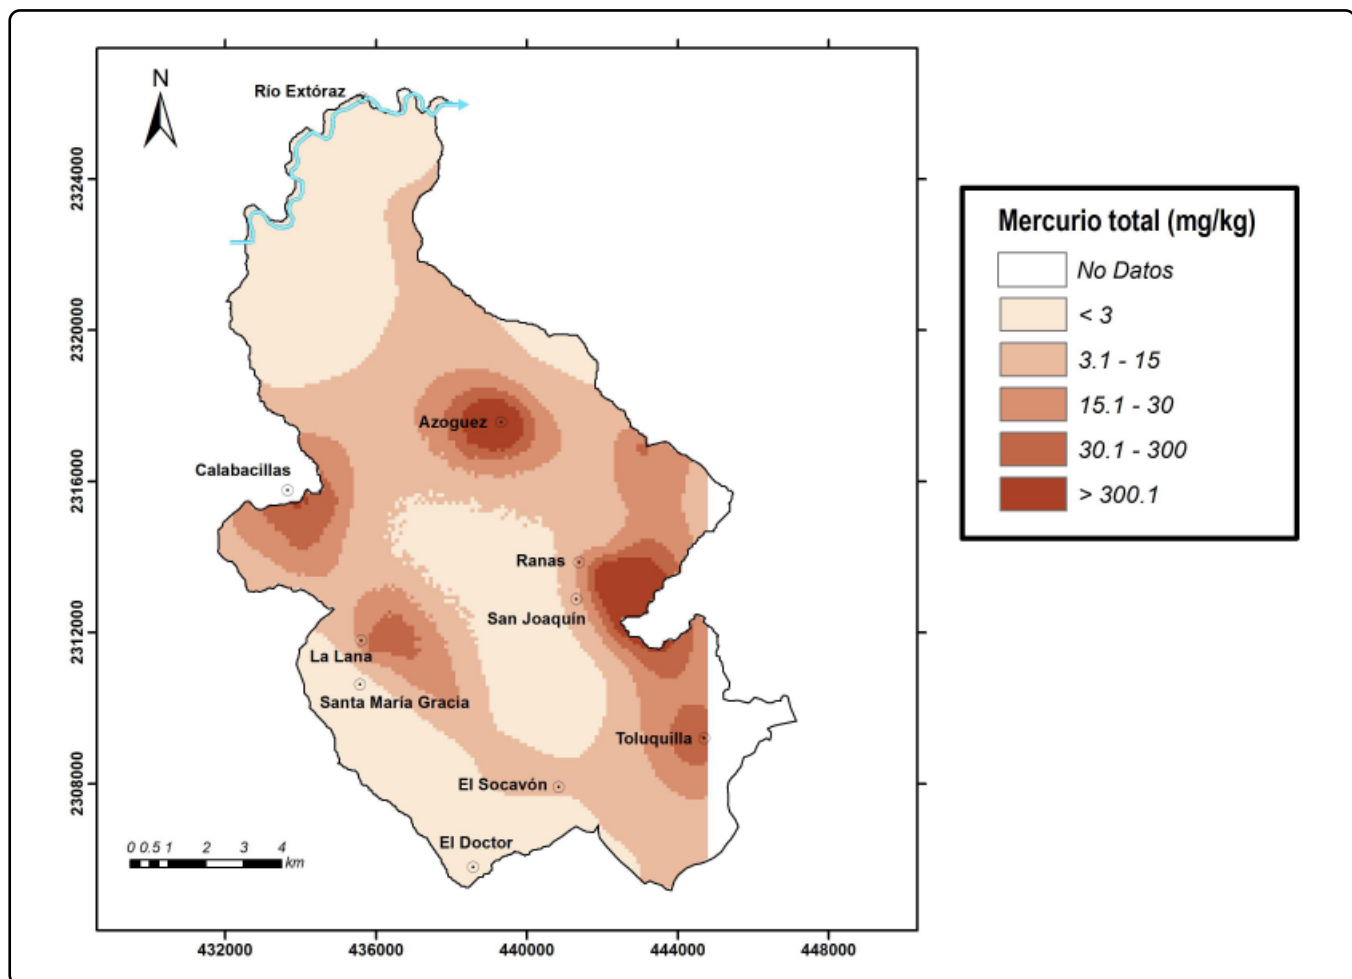 N
Río Extóraz
2324000
2320000
2316000
2312000
2308000
Azoguez
Calabacillas
Ranas
San Joaquín
La Lana
Santa María Gracia
Toluquilla
El Socavón
El Doctor
0 0.5 1 2 3 4
km
432000 436000 440000 444000 448000
Mercurio total (mg/kg)
No Datos
< 3
3.1 - 15
15.1 - 30
30.1 - 300
> 300.1